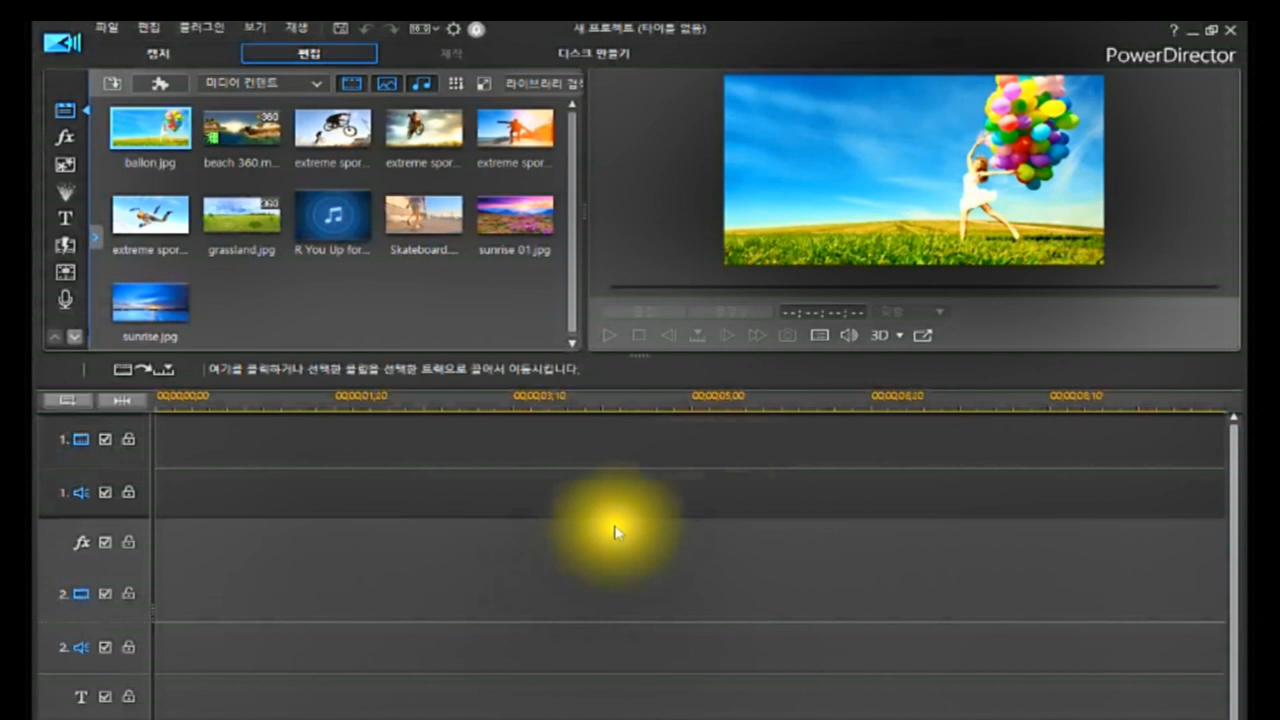 파일 편집 플러그인 보기 재생 16:9 새 프로젝트 (타이틀 없음) ?
캡처 편집 제작 디스크 만들기 PowerDirector
미디어 컨텐트 라이브러리 검색
360
ballon.jpg beach 360.m... extreme spor... extreme spor... extreme spor...
360
extreme spor... grassland.jpg R You Up for... Skateboard.... sunrise 01.jpg
sunrise.jpg
fx
T
--;--;--;--
3D
여기를 클릭하거나 선택한 클립을 선택한 트랙으로 끌어서 이동시킵니다.
00;00;00;00 00;00;01;20 00;00;03;10 00;00;05;00 00;00;06;20 00;00;08;10
1.
1.
fx
2.
2.
T